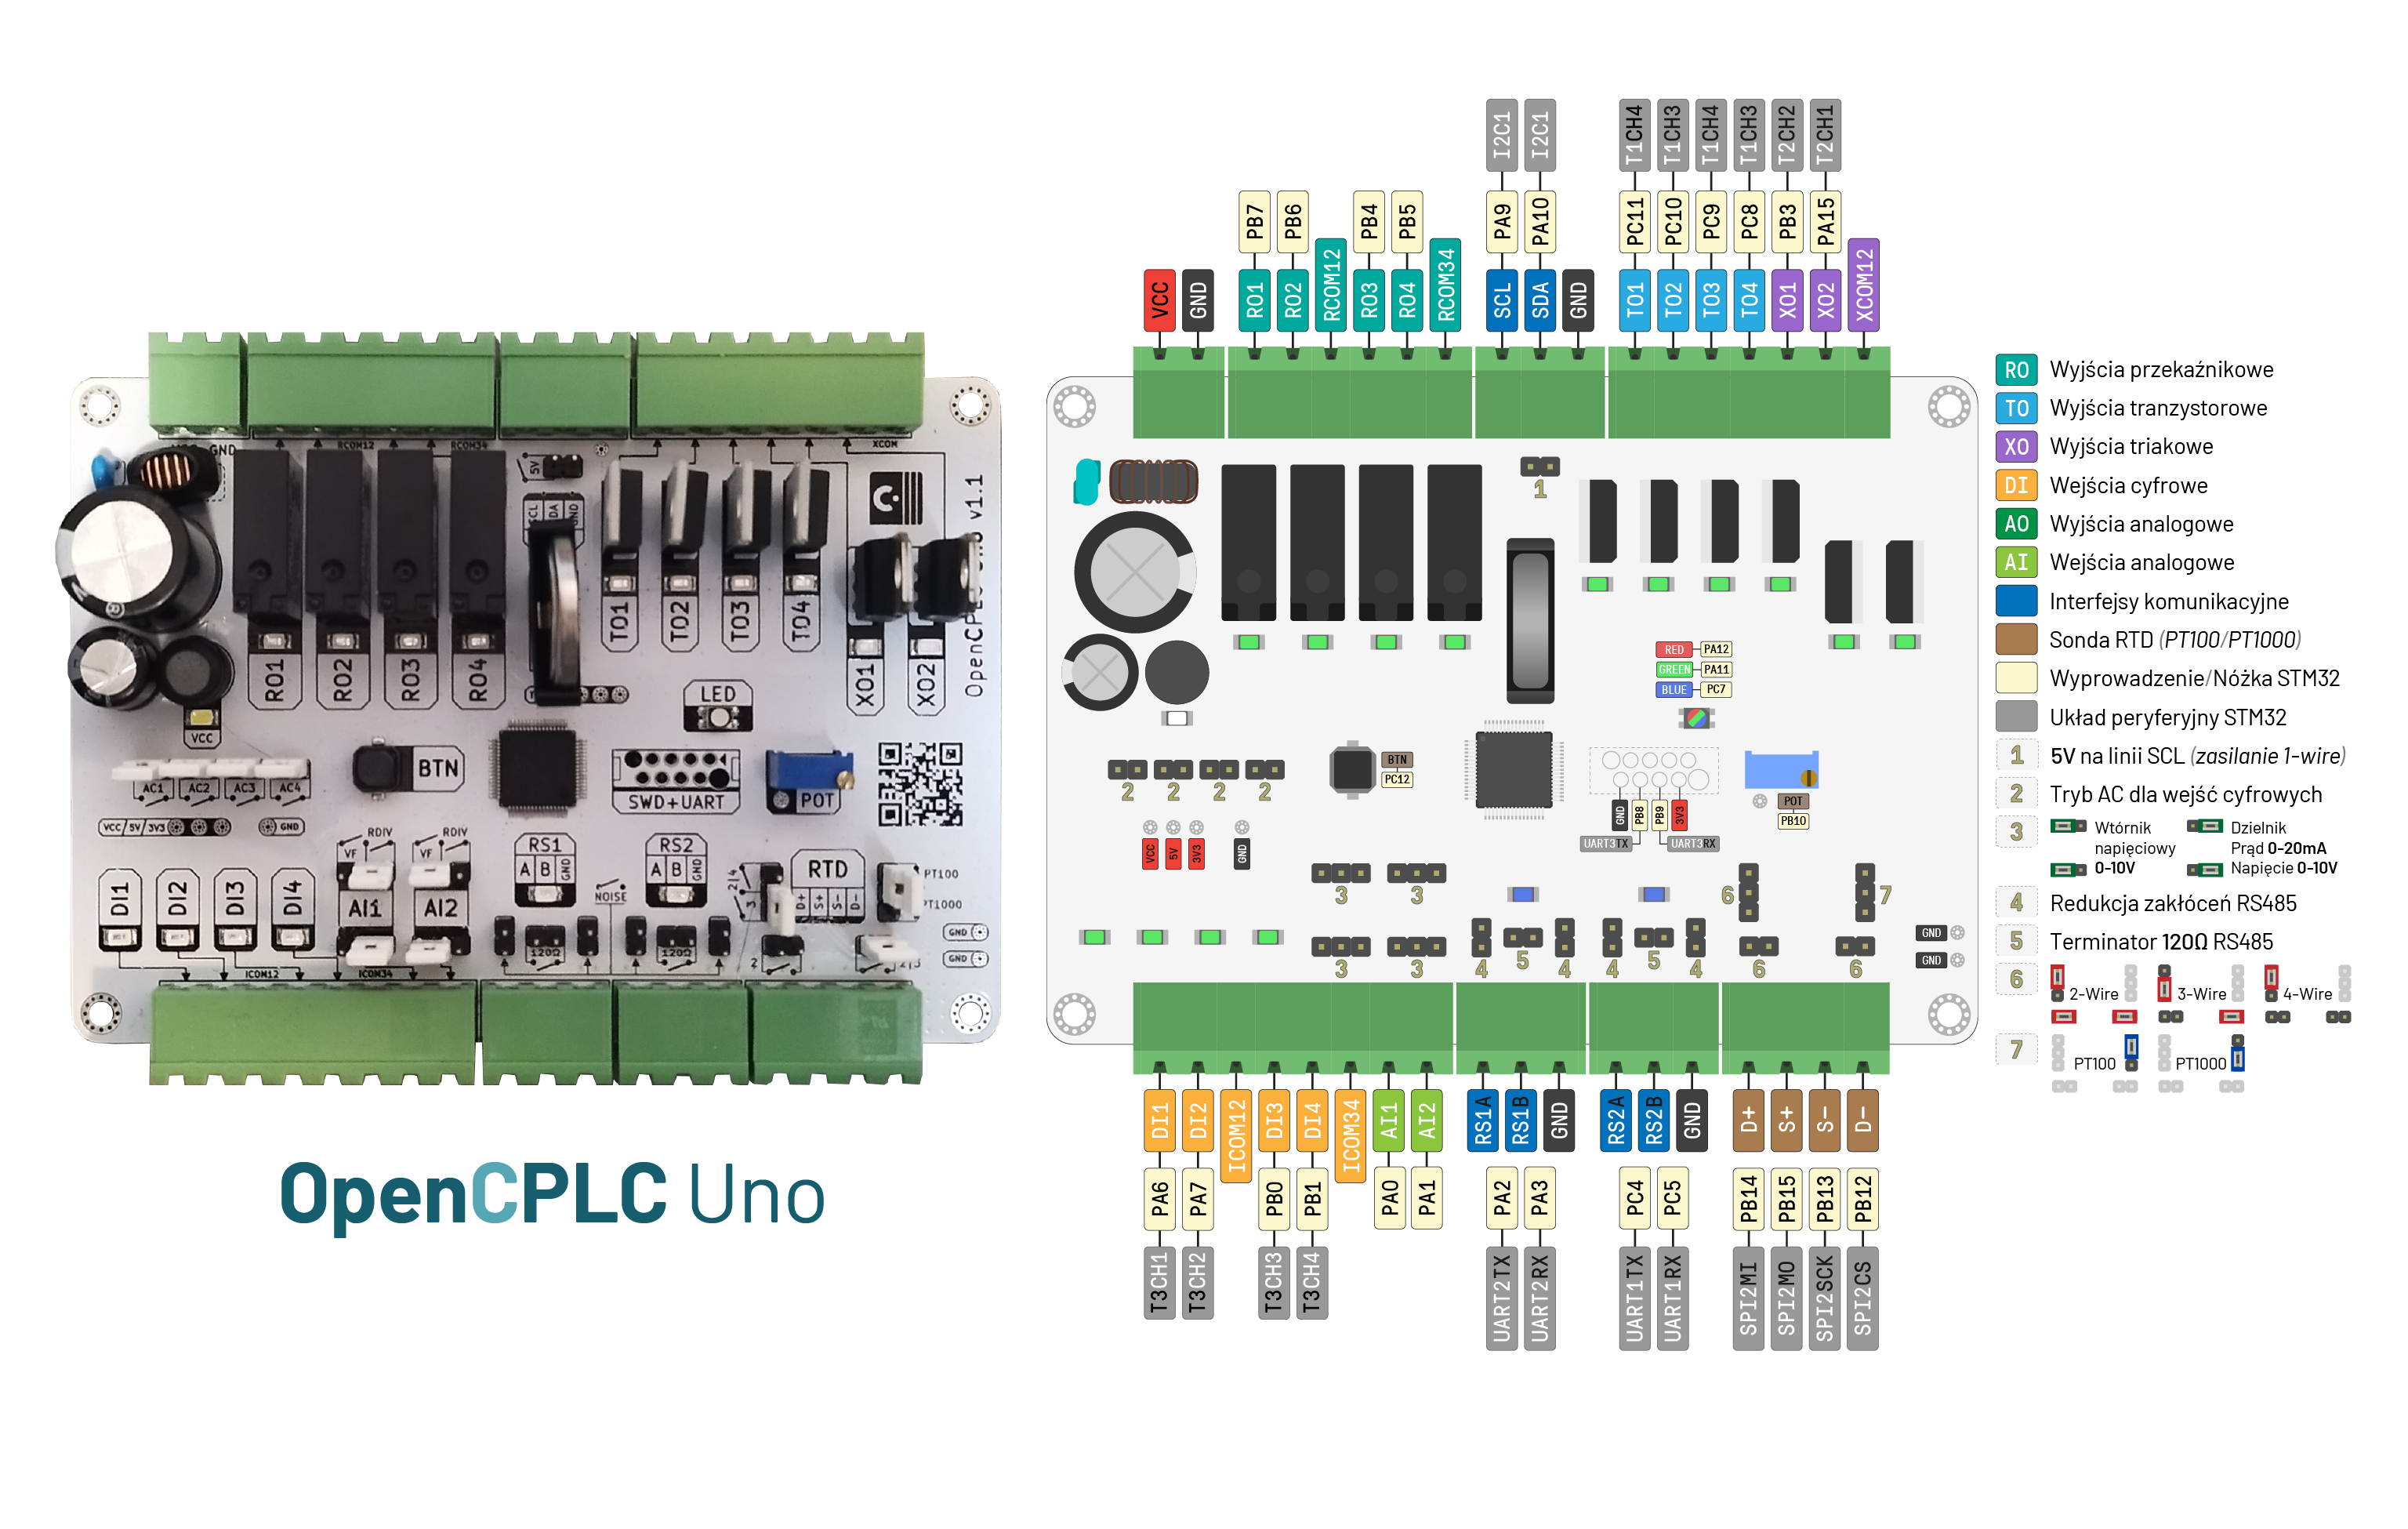 RCOM12
RCOM34
XCOM
GND
5V
SCL
DA
GND
OpenCPLC Uno v1.1
RO1
RO2
RO3
RO4
TO1
TO2
TO3
TO4
XO1
XO2
VCC
LED
BTN
SWD+UART
POT
AC1
AC2
AC3
AC4
VCC/5V/3V3
GND
RDIV
RDIV
VF
VF
RS1
A B GND
RS2
A B GND
NOISE
RTD
D+ S+ S- D-
2|4
3
PT100
PT1000
DI1
DI2
DI3
DI4
AI1
AI2
120Ω
120Ω
2
2|3
GND
GND
ICOM12
ICOM34
OpenCPLC Uno
I2C1
I2C1
T1CH4
T1CH3
T1CH4
T1CH3
T2CH2
T2CH1
PB7
PB6
PB4
PB5
PA9
PA10
PC11
PC10
PC9
PC8
PB3
PA15
VCC
GND
RO1
RO2
RCOM12
RO3
RO4
RCOM34
SCL
SDA
GND
TO1
TO2
TO3
TO4
XO1
XO2
XCOM12
1
RED PA12
GREEN PA11
BLUE PC7
BTN
PC12
2
2
2
2
POT
PB10
GND
PB8
PB9
3V3
UART3TX
UART3RX
VCC
5V
3V3
GND
3
3
6
7
3
3
4
5
4
4
5
4
6
6
GND
GND
DI1
DI2
ICOM12
DI3
DI4
ICOM34
AI1
AI2
RS1A
RS1B
GND
RS2A
RS2B
GND
D+
S+
S-
D-
PA6
PA7
PB0
PB1
PA0
PA1
PA2
PA3
PC4
PC5
PB14
PB15
PB13
PB12
T3CH1
T3CH2
T3CH3
T3CH4
UART2TX
UART2RX
UART1TX
UART1RX
SPI2MI
SPI2MO
SPI2SCK
SPI2CS
RO Wyjścia przekaźnikowe
TO Wyjścia tranzystorowe
XO Wyjścia triakowe
DI Wejścia cyfrowe
AO Wyjścia analogowe
AI Wejścia analogowe
Interfejsy komunikacyjne
Sonda RTD (PT100/PT1000)
Wyprowadzenie/Nóżka STM32
Układ peryferyjny STM32
1 5V na linii SCL (zasilanie 1-wire)
2 Tryb AC dla wejść cyfrowych
3 Wtórnik napięciowy 0-10V
Dzielnik
Prąd 0-20mA
Napięcie 0-10V
4 Redukcja zakłóceń RS485
5 Terminator 120Ω RS485
6 2-Wire 3-Wire 4-Wire
7 PT100 PT1000